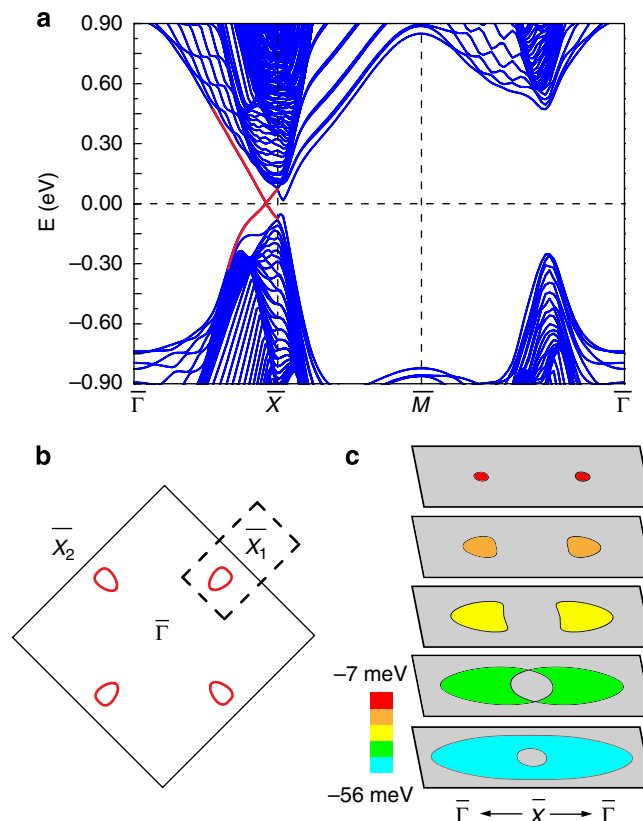 a
0.90
0.60
0.30
0.00
−0.30
−0.60
−0.90
E (eV)
Γ̅ X̅ M̅ Γ̅
b
X̅₂ X̅₁
Γ̅
c
−7 meV
−56 meV
Γ̅ ← X̅ → Γ̅